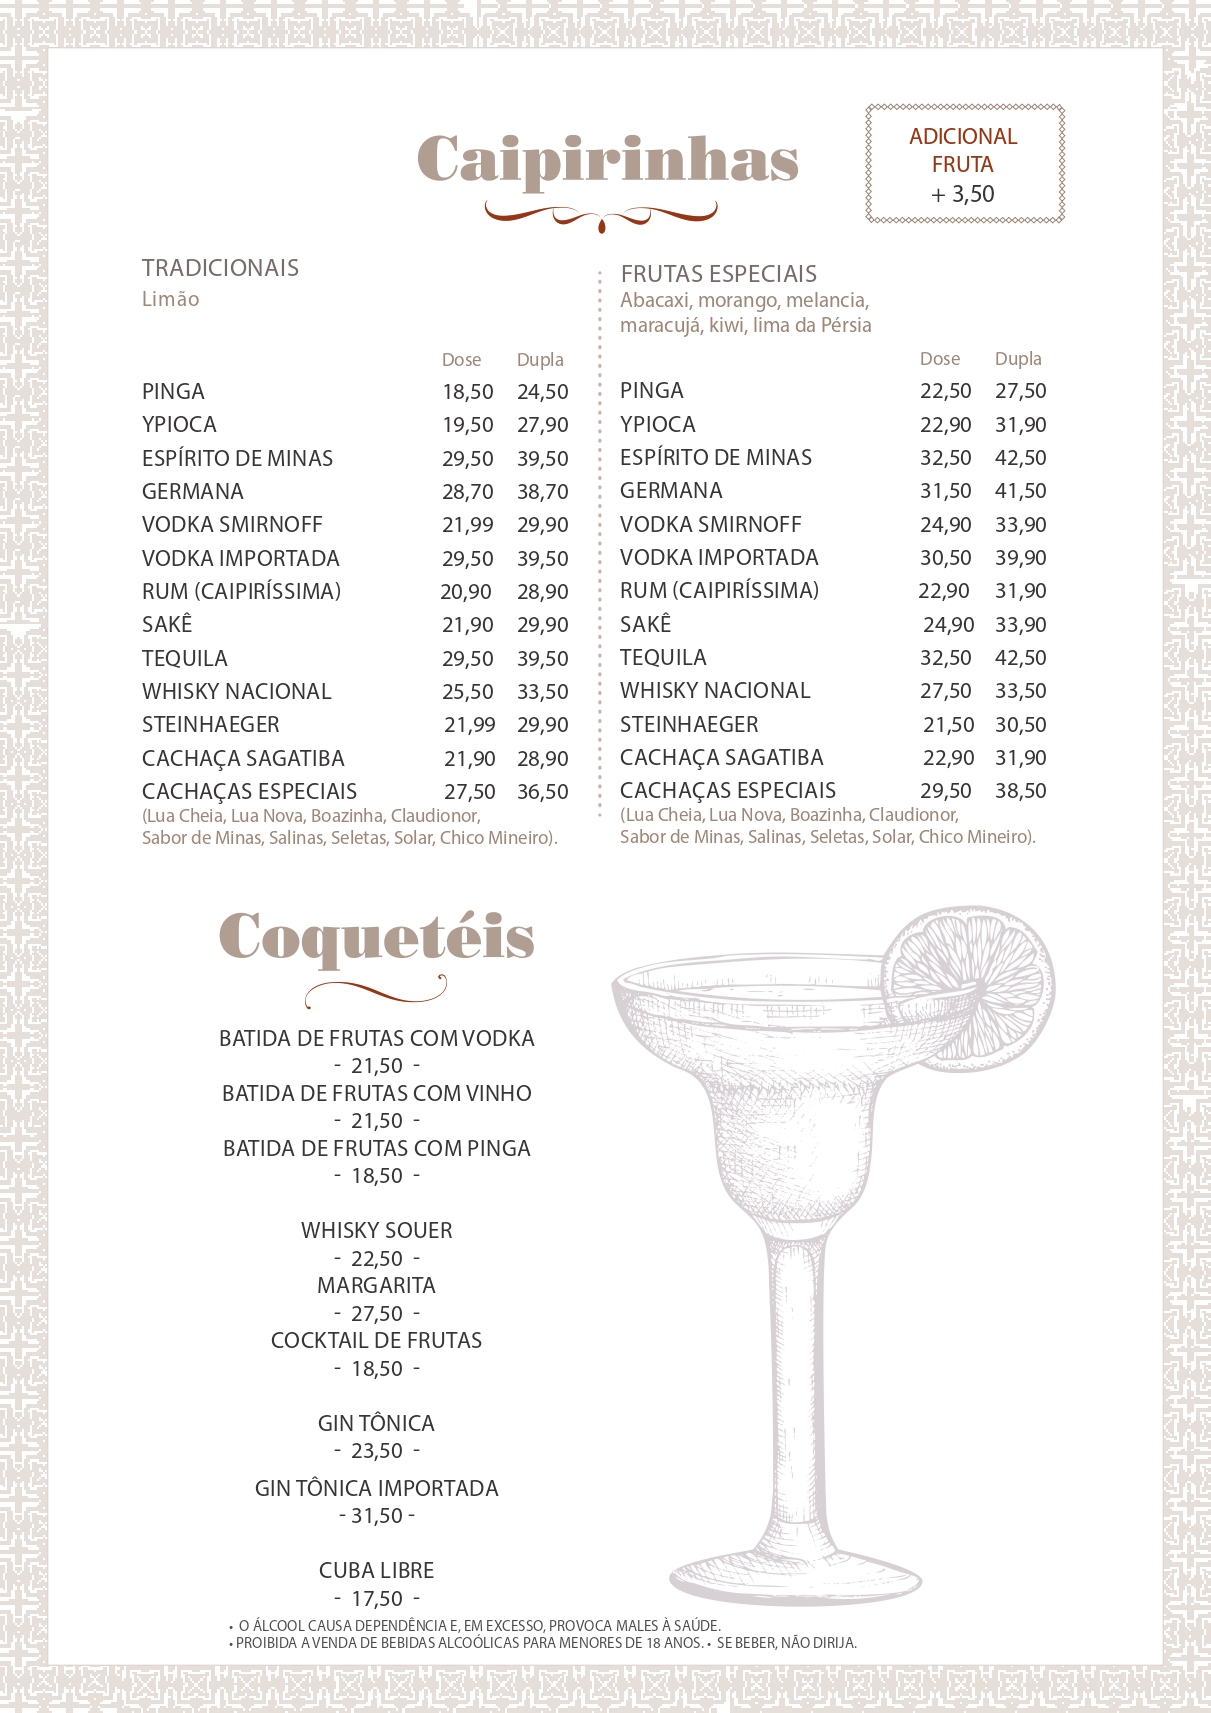 Caipirinhas
ADICIONAL
FRUTA
+ 3,50
TRADICIONAIS
Limão
Dose Dupla
PINGA 18,50 24,50
YPIOCA 19,50 27,90
ESPÍRITO DE MINAS 29,50 39,50
GERMANA 28,70 38,70
VODKA SMIRNOFF 21,99 29,90
VODKA IMPORTADA 29,50 39,50
RUM (CAIPIRÍSSIMA) 20,90 28,90
SAKÊ 21,90 29,90
TEQUILA 29,50 39,50
WHISKY NACIONAL 25,50 33,50
STEINHAEGER 21,99 29,90
CACHAÇA SAGATIBA 21,90 28,90
CACHAÇAS ESPECIAIS 27,50 36,50
(Lua Cheia, Lua Nova, Boazinha, Claudionor,
Sabor de Minas, Salinas, Seletas, Solar, Chico Mineiro).
FRUTAS ESPECIAIS
Abacaxi, morango, melancia,
maracujá, kiwi, lima da Pérsia
Dose Dupla
PINGA 22,50 27,50
YPIOCA 22,90 31,90
ESPÍRITO DE MINAS 32,50 42,50
GERMANA 31,50 41,50
VODKA SMIRNOFF 24,90 33,90
VODKA IMPORTADA 30,50 39,90
RUM (CAIPIRÍSSIMA) 22,90 31,90
SAKÊ 24,90 33,90
TEQUILA 32,50 42,50
WHISKY NACIONAL 27,50 33,50
STEINHAEGER 21,50 30,50
CACHAÇA SAGATIBA 22,90 31,90
CACHAÇAS ESPECIAIS 29,50 38,50
(Lua Cheia, Lua Nova, Boazinha, Claudionor,
Sabor de Minas, Salinas, Seletas, Solar, Chico Mineiro).
Coquetéis
BATIDA DE FRUTAS COM VODKA
- 21,50 -
BATIDA DE FRUTAS COM VINHO
- 21,50 -
BATIDA DE FRUTAS COM PINGA
- 18,50 -
WHISKY SOUER
- 22,50 -
MARGARITA
- 27,50 -
COCKTAIL DE FRUTAS
- 18,50 -
GIN TÔNICA
- 23,50 -
GIN TÔNICA IMPORTADA
- 31,50 -
CUBA LIBRE
- 17,50 -
• O ÁLCOOL CAUSA DEPENDÊNCIA E, EM EXCESSO, PROVOCA MALES À SAÚDE.
• PROIBIDA A VENDA DE BEBIDAS ALCOÓLICAS PARA MENORES DE 18 ANOS. • SE BEBER, NÃO DIRIJA.